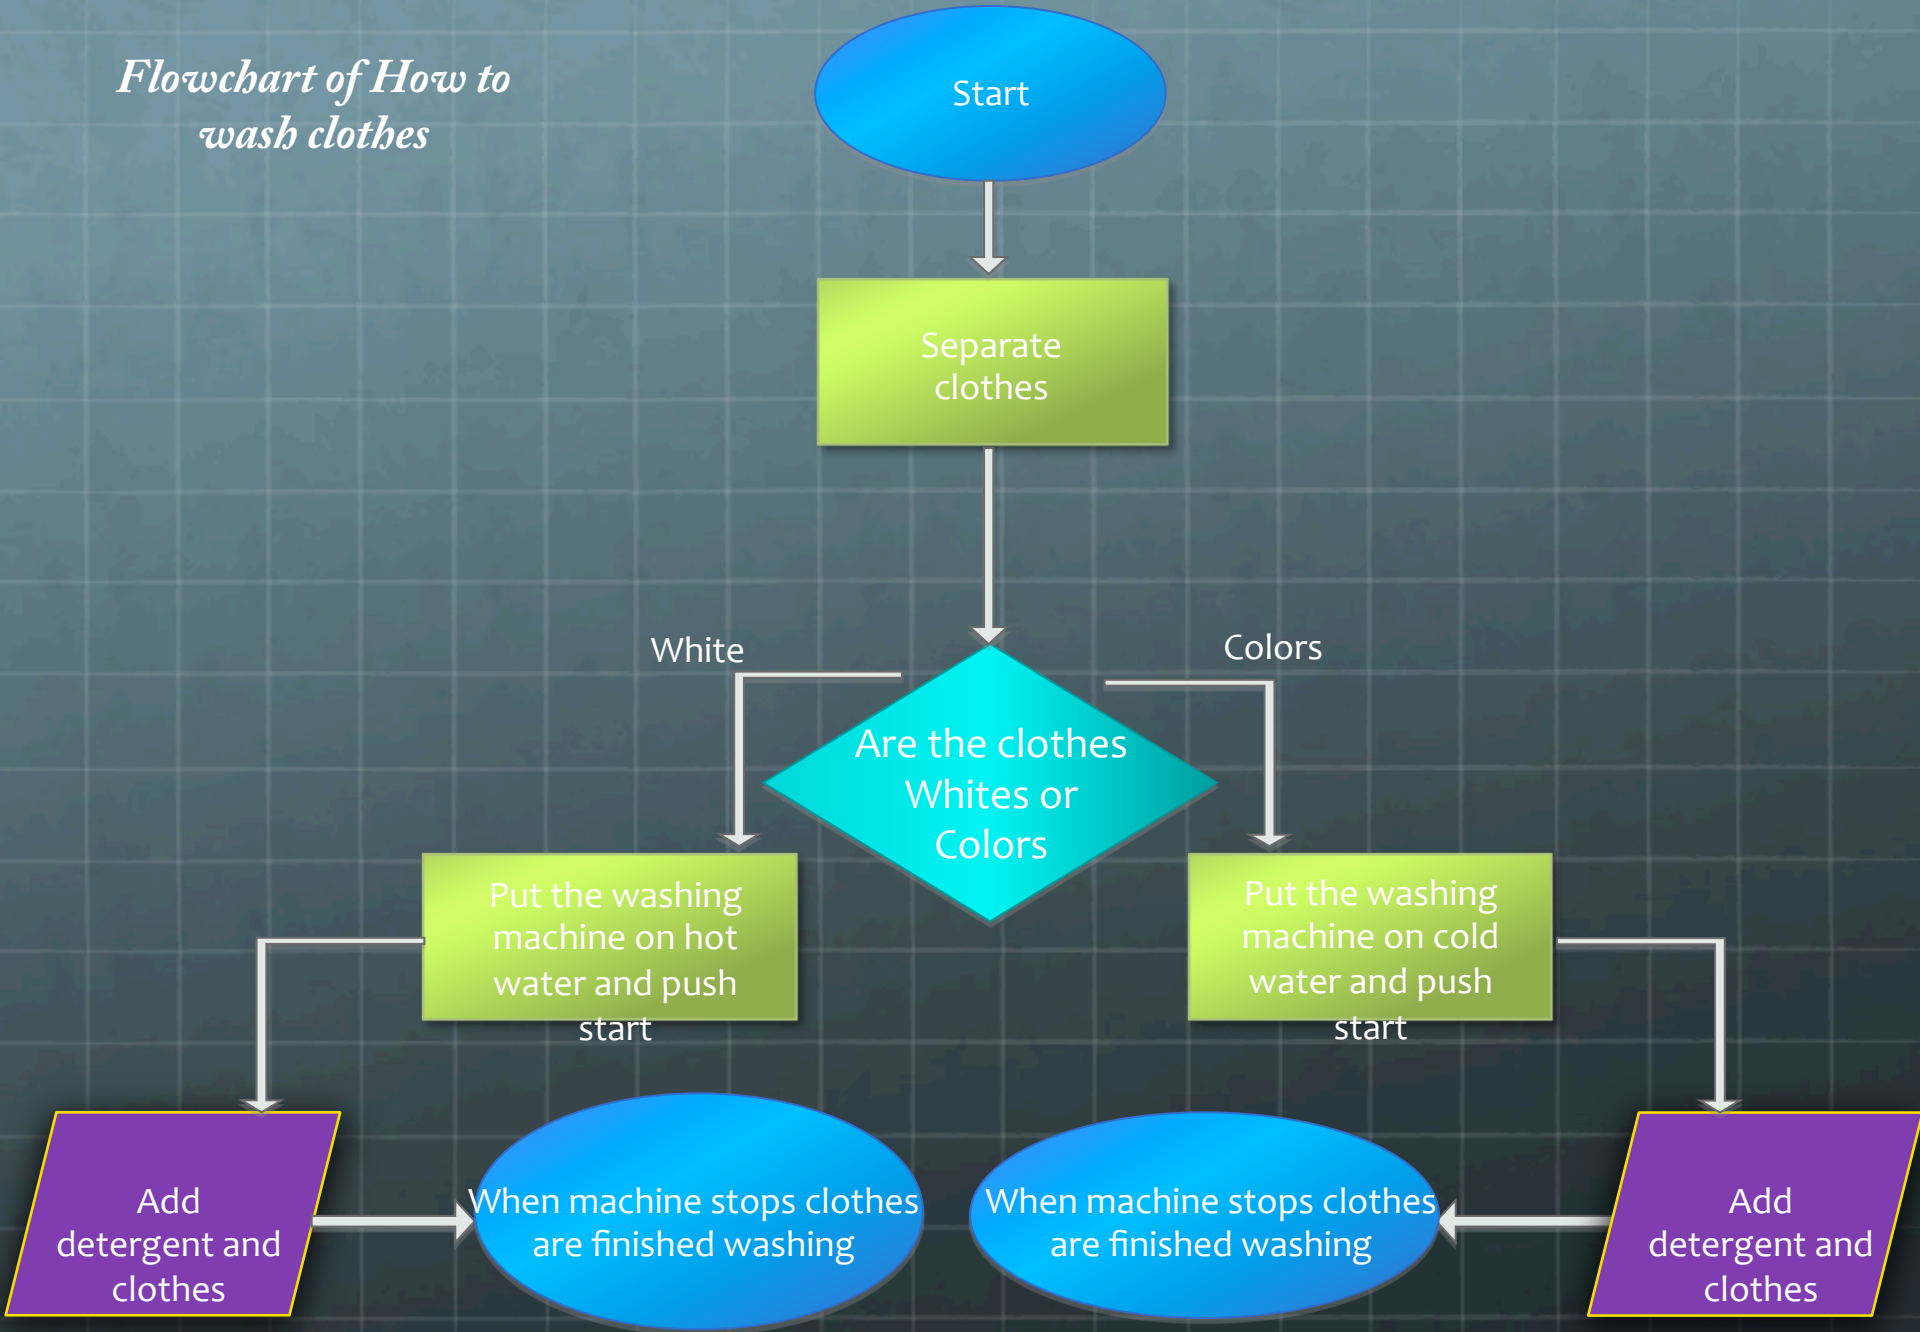 Flowchart of How to
wash clothes
Start
Separate
clothes
White
Colors
Are the clothes
Whites or
Colors
Put the washing
machine on hot
water and push
start
Put the washing
machine on cold
water and push
start
Add
detergent and
clothes
When machine stops clothes
are finished washing
When machine stops clothes
are finished washing
Add
detergent and
clothes